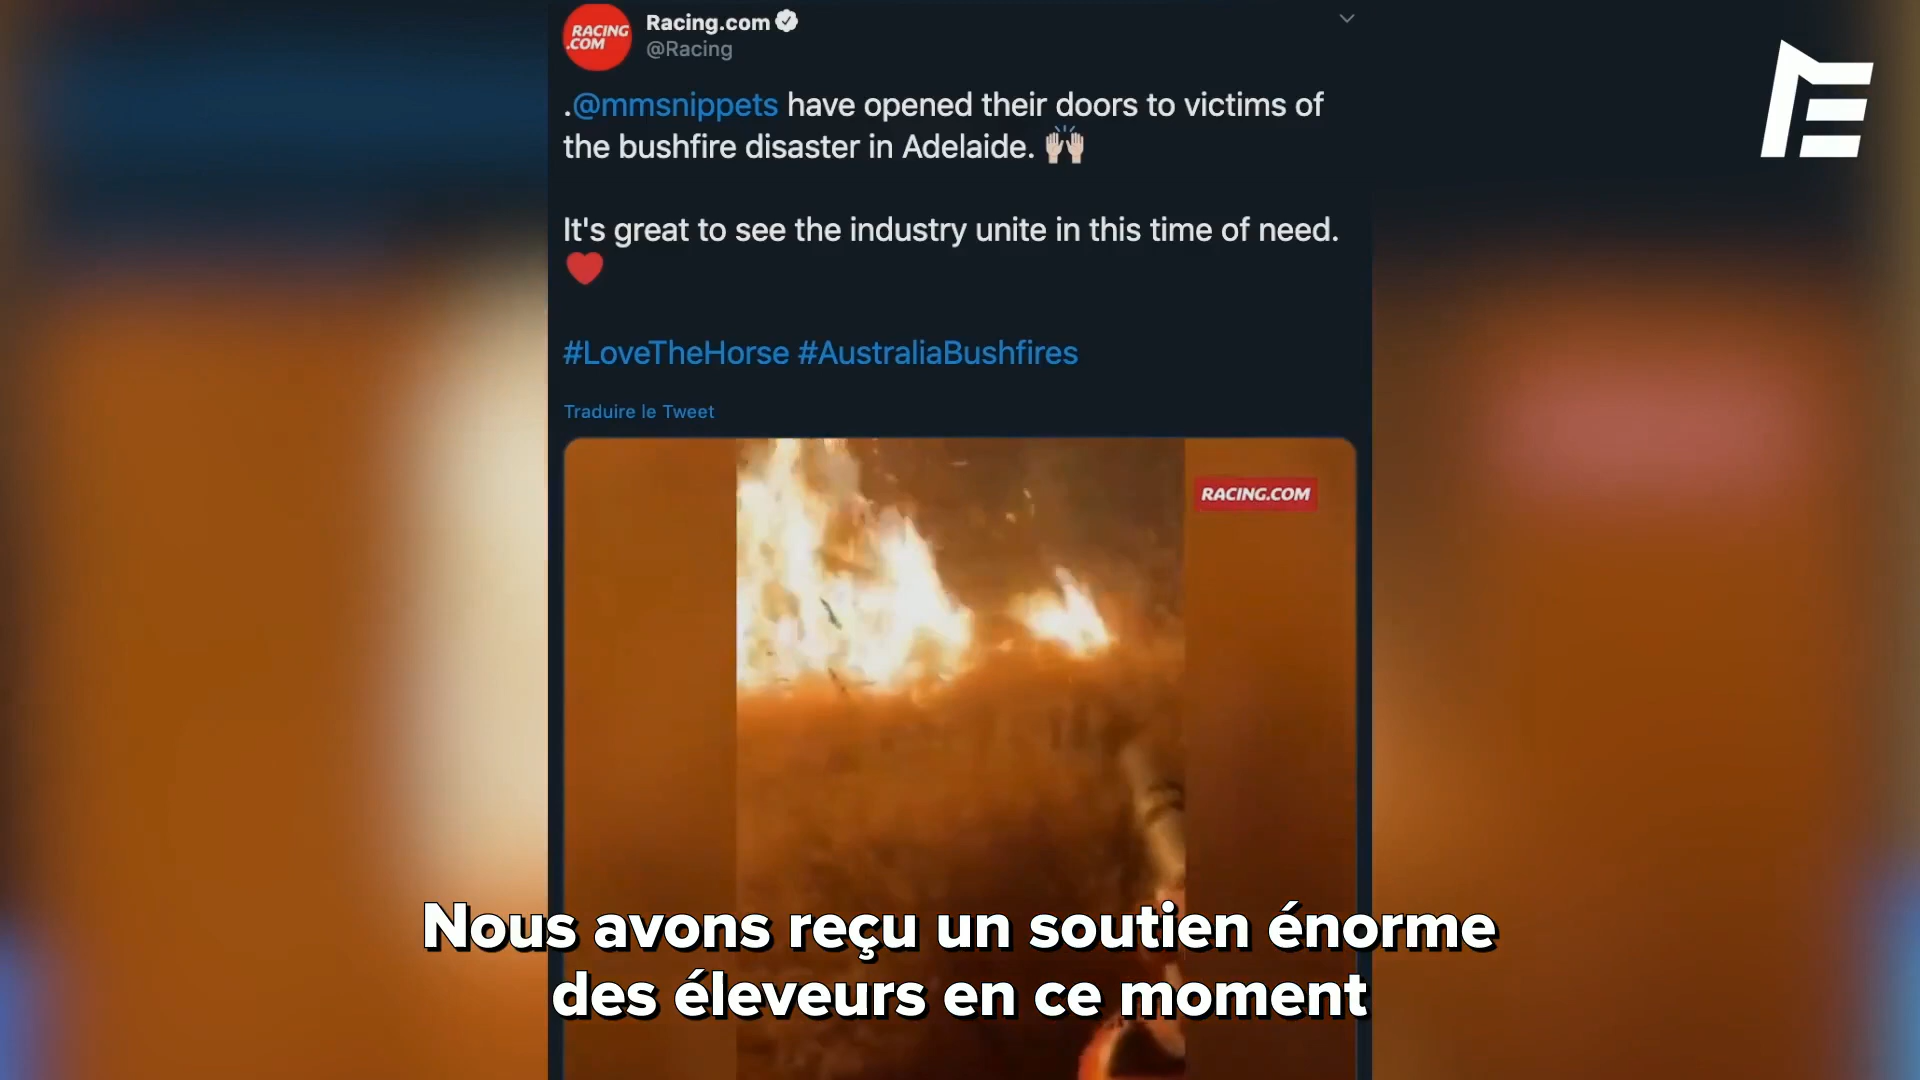 RACING
.COM
Racing.com
@Racing
.@mmsnippets have opened their doors to victims of
the bushfire disaster in Adelaide. 🙌🏻
It's great to see the industry unite in this time of need.
❤️
#LoveTheHorse #AustraliaBushfires
Traduire le Tweet
RACING.COM
Nous avons reçu un soutien énorme
des éleveurs en ce moment